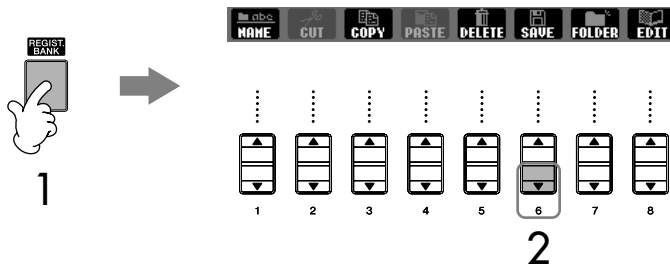 REGIST.
BANK
1
abc
NAME CUT COPY PASTE DELETE SAVE FOLDER EDIT
1 2 3 4 5 6 7 8
2